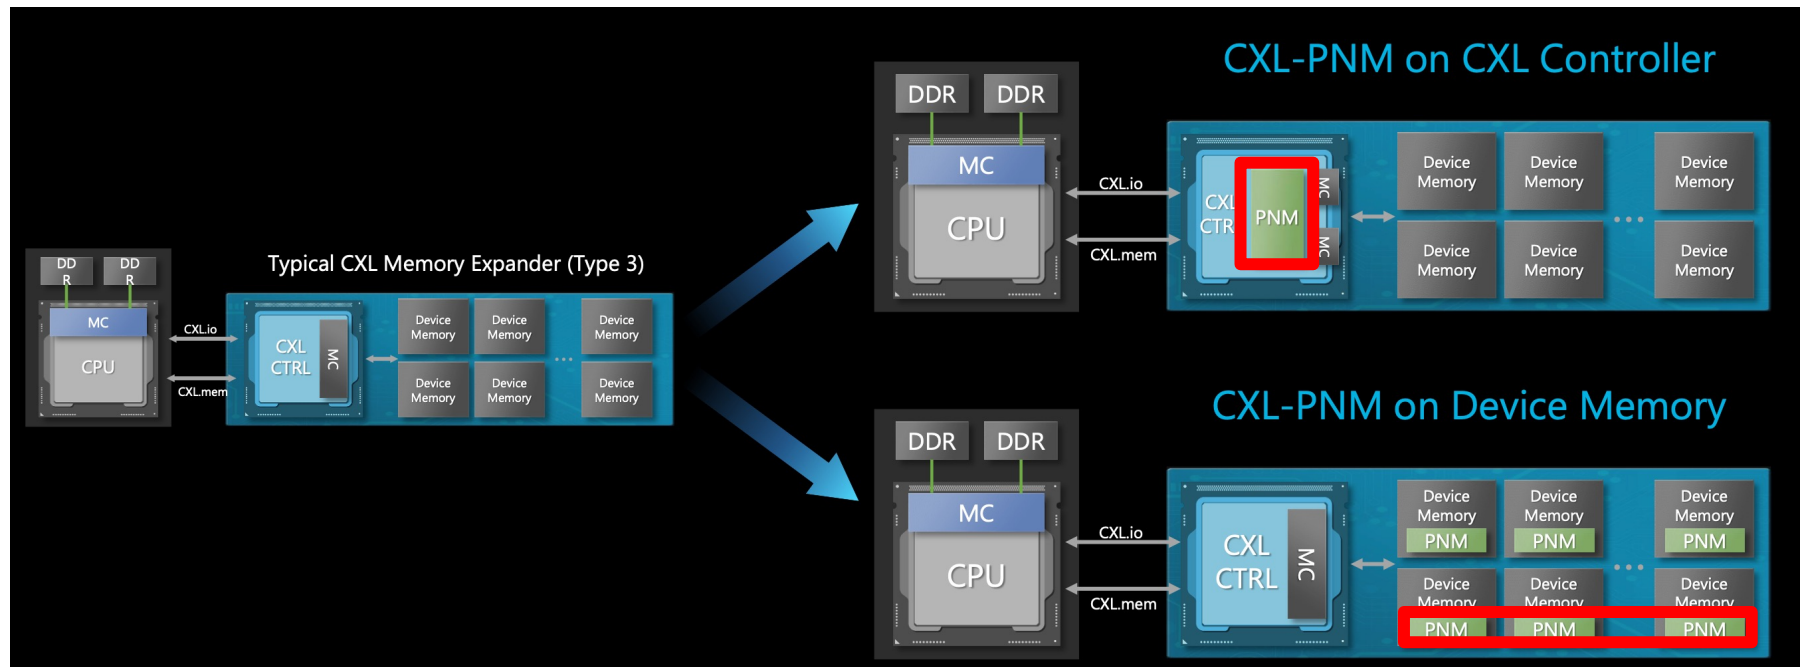 Typical CXL Memory Expander (Type 3)
DD
R
DD
R
MC
CPU
CXL.io
CXL.mem
CXL
CTRL
MC
Device
Memory
Device
Memory
Device
Memory
...
Device
Memory
Device
Memory
Device
Memory
CXL-PNM on CXL Controller
DDR
DDR
MC
CPU
CXL.io
CXL.mem
CXL
CTR
PNM
MC
MC
Device
Memory
Device
Memory
Device
Memory
...
Device
Memory
Device
Memory
Device
Memory
CXL-PNM on Device Memory
DDR
DDR
MC
CPU
CXL.io
CXL.mem
CXL
CTRL
MC
Device
Memory
PNM
Device
Memory
PNM
Device
Memory
PNM
...
Device
Memory
PNM
Device
Memory
PNM
Device
Memory
PNM